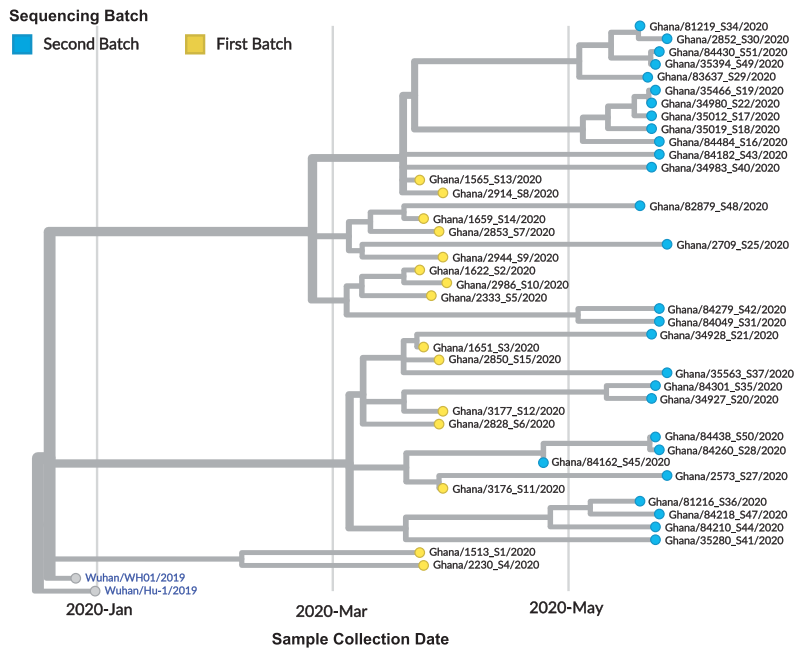 Sequencing Batch
Second Batch
First Batch
Ghana/81219_S34/2020
Ghana/2852_S30/2020
Ghana/84430_S51/2020
Ghana/35394_S49/2020
Ghana/83637_S29/2020
Ghana/35466_S19/2020
Ghana/34980_S22/2020
Ghana/35012_S17/2020
Ghana/35019_S18/2020
Ghana/84484_S16/2020
Ghana/84182_S43/2020
Ghana/34983_S40/2020
Ghana/1565_S13/2020
Ghana/2914_S8/2020
Ghana/82879_S48/2020
Ghana/1659_S14/2020
Ghana/2853_S7/2020
Ghana/2709_S25/2020
Ghana/2944_S9/2020
Ghana/1622_S2/2020
Ghana/2986_S10/2020
Ghana/2333_S5/2020
Ghana/84279_S42/2020
Ghana/84049_S31/2020
Ghana/34928_S21/2020
Ghana/1651_S3/2020
Ghana/2850_S15/2020
Ghana/35563_S37/2020
Ghana/84301_S35/2020
Ghana/34927_S20/2020
Ghana/3177_S12/2020
Ghana/2828_S6/2020
Ghana/84438_S50/2020
Ghana/84260_S28/2020
Ghana/84162_S45/2020
Ghana/2573_S27/2020
Ghana/3176_S11/2020
Ghana/81216_S36/2020
Ghana/84218_S47/2020
Ghana/84210_S44/2020
Ghana/35280_S41/2020
Ghana/1513_S1/2020
Ghana/2230_S4/2020
Wuhan/WH01/2019
Wuhan/Hu-1/2019
2020-Jan
2020-Mar
2020-May
Sample Collection Date